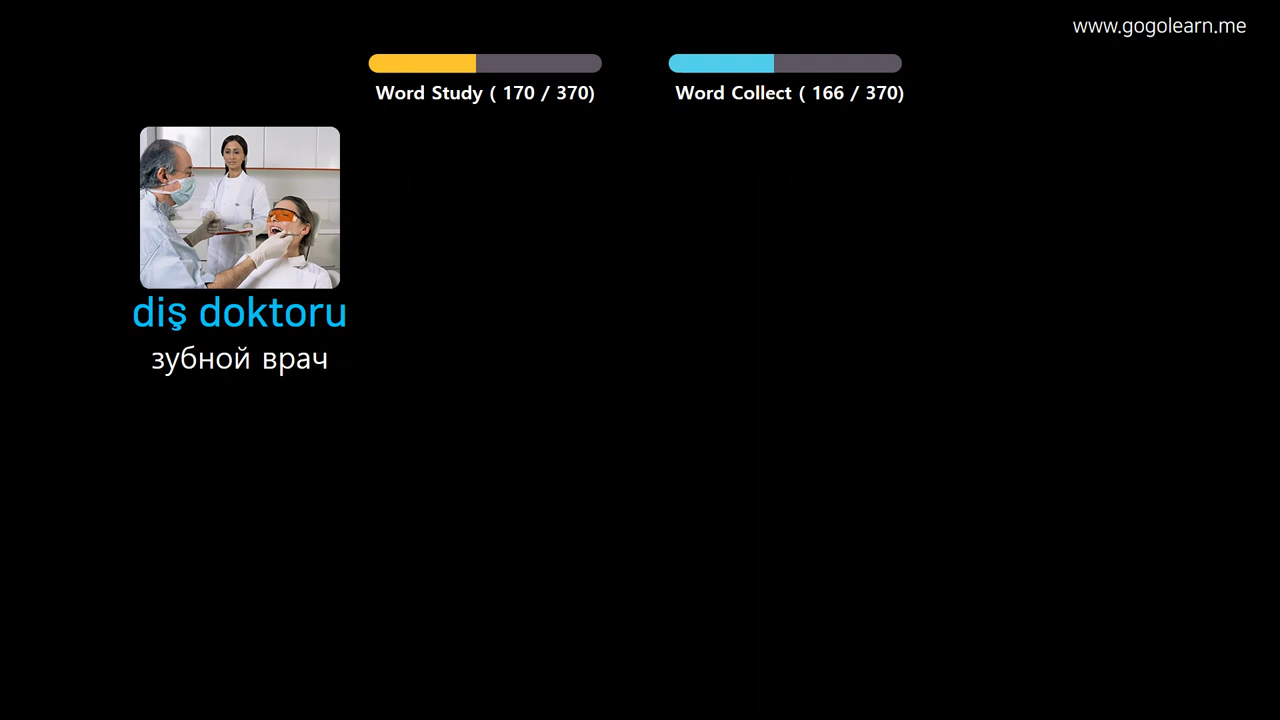 www.gogolearn.me
Word Study ( 170 / 370)
Word Collect ( 166 / 370)
diş doktoru
зубной врач